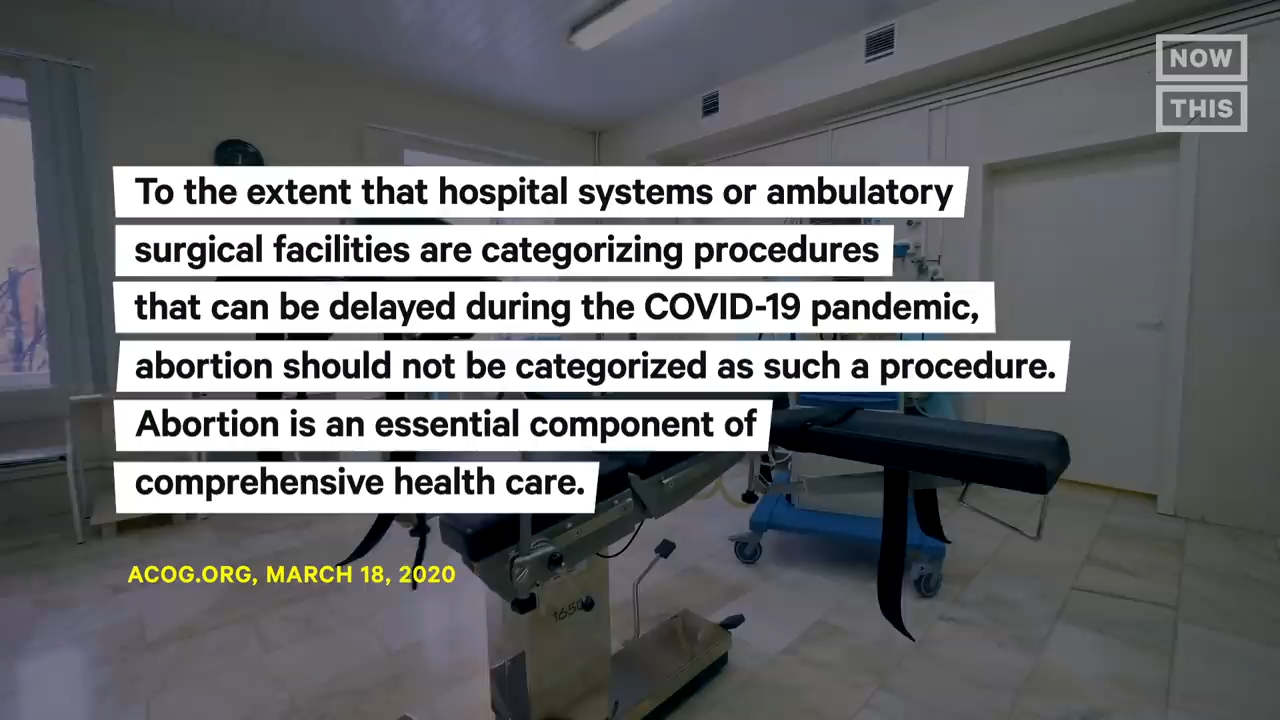 NOW
THIS
To the extent that hospital systems or ambulatory
surgical facilities are categorizing procedures
that can be delayed during the COVID-19 pandemic,
abortion should not be categorized as such a procedure.
Abortion is an essential component of
comprehensive health care.
ACOG.ORG, MARCH 18, 2020